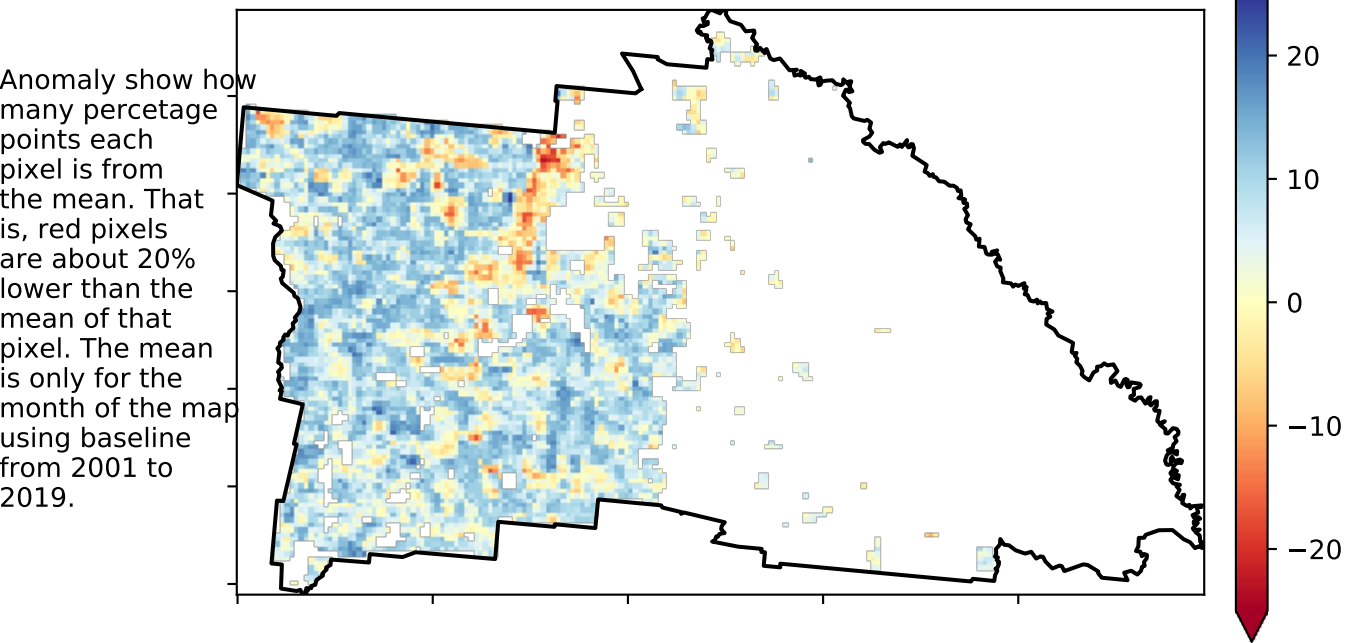 Anomaly show how
many percetage
points each
pixel is from
the mean. That
is, red pixels
are about 20%
lower than the
mean of that
pixel. The mean
is only for the
month of the map
using baseline
from 2001 to
2019.
20
10
0
−10
−20